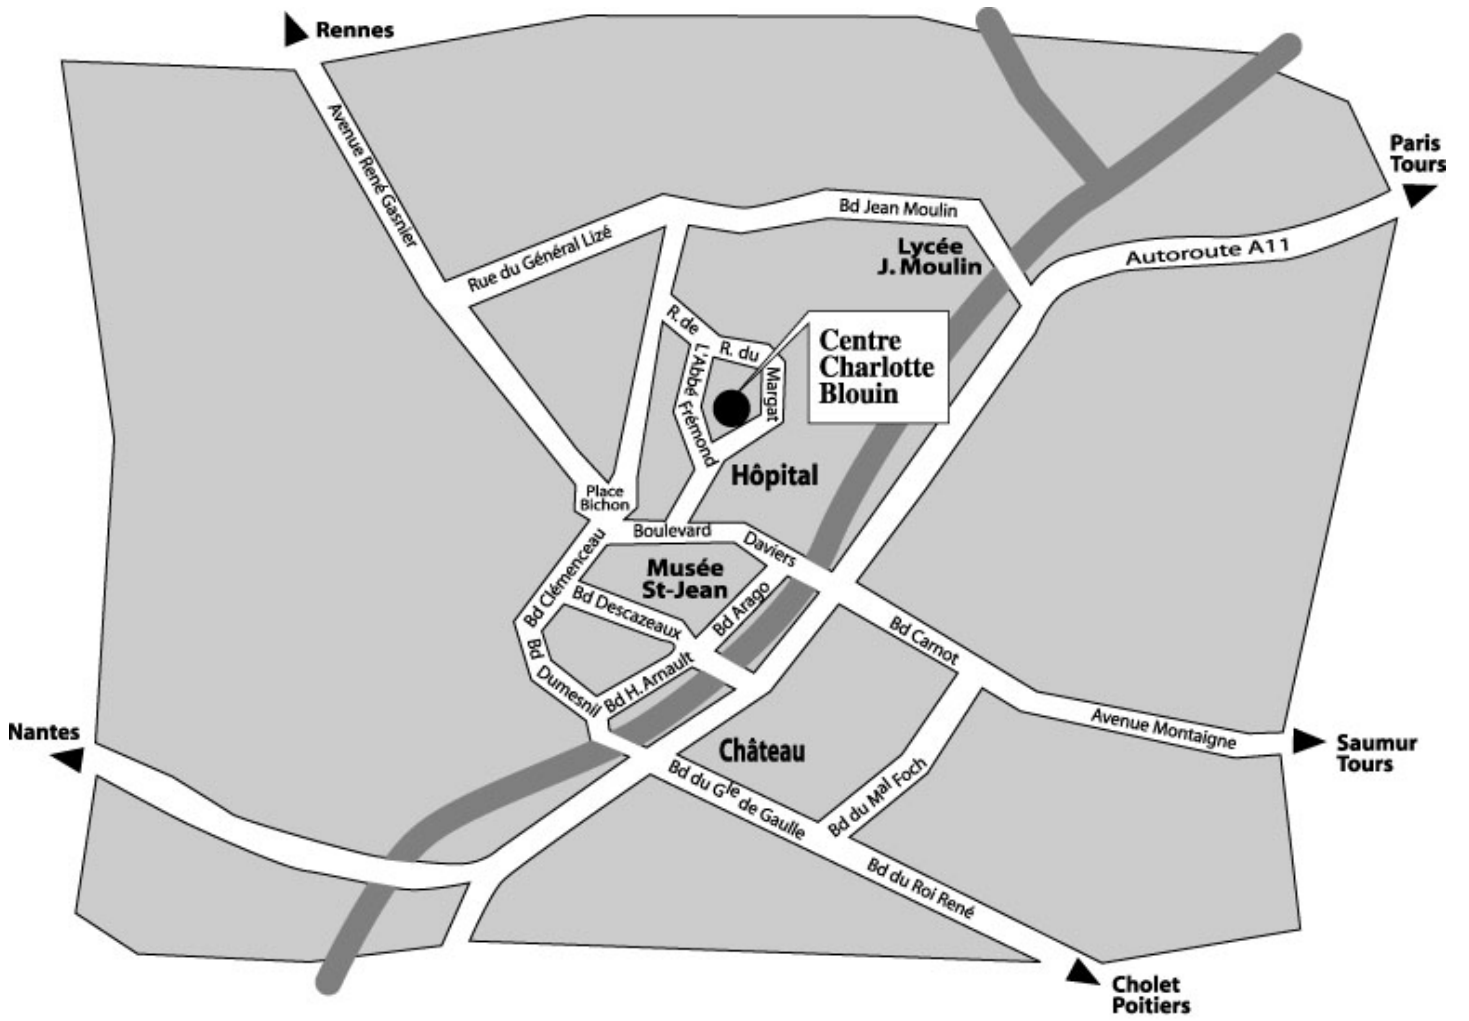 Rennes
Paris
Tours
Avenue René Gasnier
Bd Jean Moulin
Rue du Général Lizé
Lycée
J. Moulin
Autoroute A11
R. de
L'Abbé Frémond
R. du
Margat
Centre
Charlotte
Blouin
Hôpital
Place
Bichon
Boulevard
Daviers
Bd Clémenceau
Musée
St-Jean
Bd Descazeaux
Bd Arago
Bd Carnot
Bd
Dumesnil
Bd H. Arnault
Nantes
Avenue Montaigne
Saumur
Tours
Château
Bd du Gle de Gaulle
Bd du Mal Foch
Bd du Roi René
Cholet
Poitiers